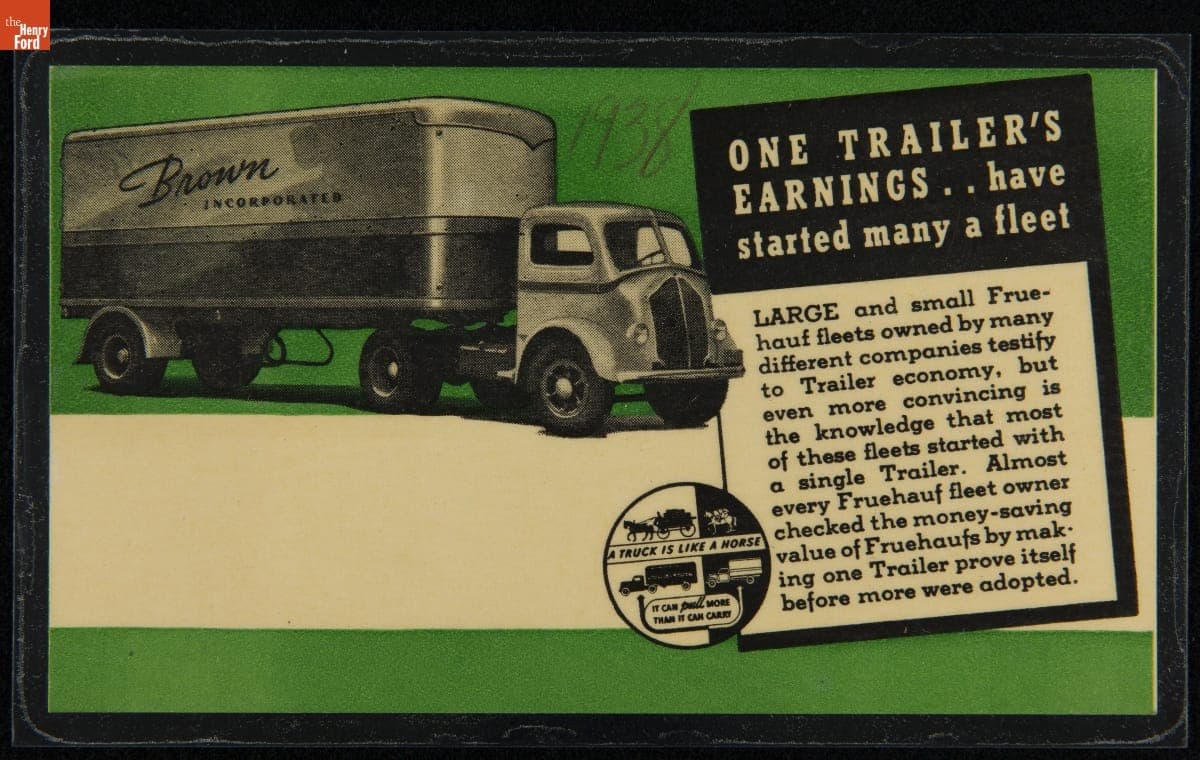 the
Henry
Ford
Brown
INCORPORATED
ONE TRAILER'S
EARNINGS . . have
started many a fleet
LARGE and small Frue-
hauf fleets owned by many
different companies testify
to Trailer economy, but
even more convincing is
the knowledge that most
of these fleets started with
a single Trailer. Almost
every Fruehauf fleet owner
checked the money-saving
value of Fruehaufs by mak-
ing one Trailer prove itself
before more were adopted.
A TRUCK IS LIKE A HORSE
IT CAN pull MORE
THAN IT CAN CARRY